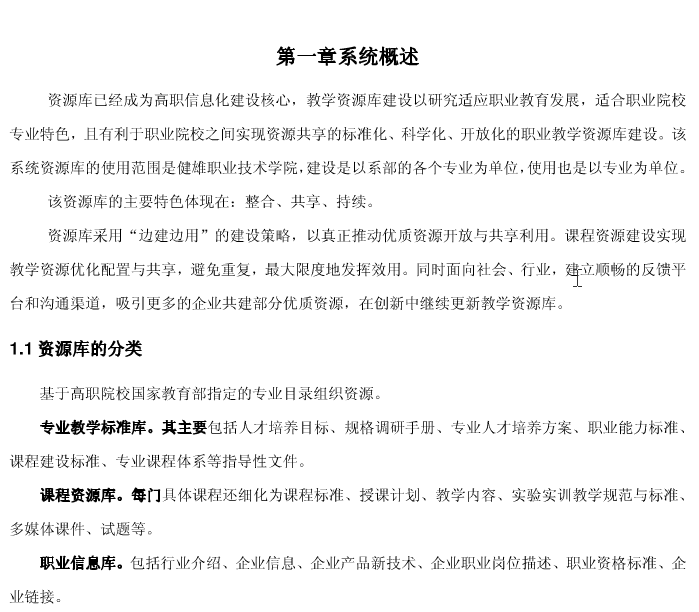 第一章系统概述
资源库已经成为高职信息化建设核心，教学资源库建设以研究适应职业教育发展，适合职业院校
专业特色，且有利于职业院校之间实现资源共享的标准化、科学化、开放化的职业教学资源库建设。该
系统资源库的使用范围是健雄职业技术学院，建设是以系部的各个专业为单位，使用也是以专业为单位。
该资源库的主要特色体现在：整合、共享、持续。
资源库采用“边建边用”的建设策略，以真正推动优质资源开放与共享利用。课程资源建设实现
教学资源优化配置与共享，避免重复，最大限度地发挥效用。同时面向社会、行业，建立顺畅的反馈平
台和沟通渠道，吸引更多的企业共建部分优质资源，在创新中继续更新教学资源库。
1.1 资源库的分类
基于高职院校国家教育部指定的专业目录组织资源。
专业教学标准库。其主要包括人才培养目标、规格调研手册、专业人才培养方案、职业能力标准、
课程建设标准、专业课程体系等指导性文件。
课程资源库。每门具体课程还细化为课程标准、授课计划、教学内容、实验实训教学规范与标准、
多媒体课件、试题等。
职业信息库。包括行业介绍、企业信息、企业产品新技术、企业职业岗位描述、职业资格标准、企
业链接。